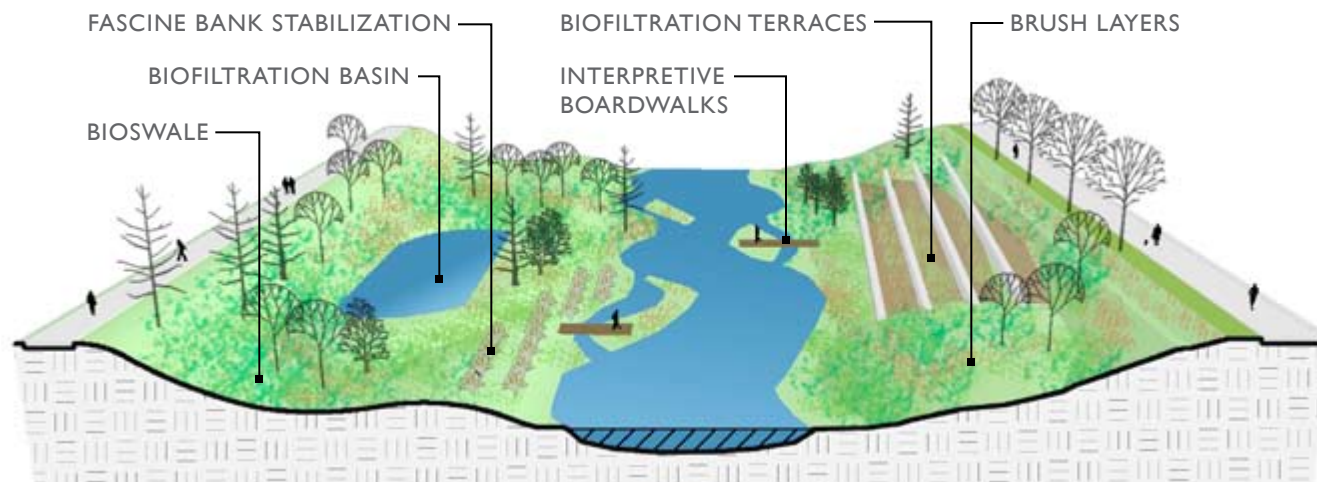 FASCINE BANK STABILIZATION
BIOFILTRATION TERRACES
BRUSH LAYERS
BIOFILTRATION BASIN
INTERPRETIVE
BOARDWALKS
BIOSWALE